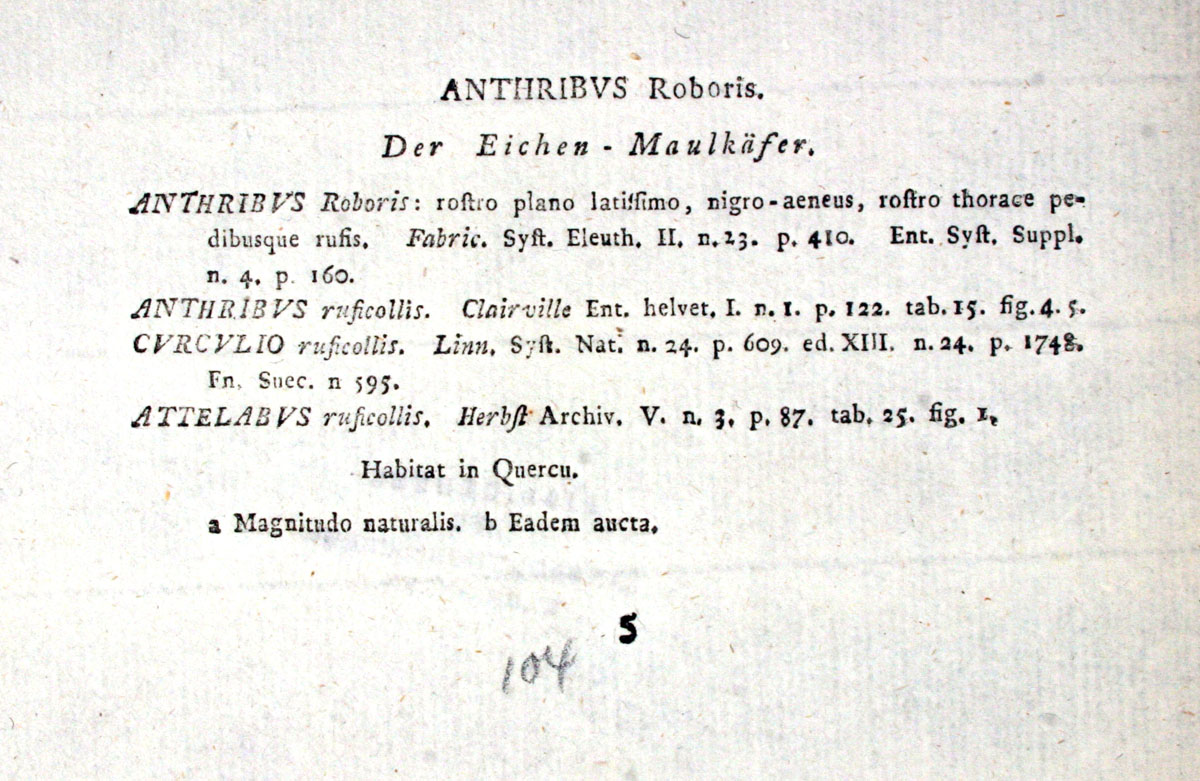 ANTHRIBVS Roboris.
Der Eichen - Maulkäfer.
ANTHRIBVS Roboris: roſtro plano latiſſimo, nigro-aeneus, roſtro thorace pe-
dibusque rufis. Fabric. Syſt. Eleuth. II. n. 23. p. 410. Ent. Syſt. Suppl.
n. 4. p. 160.
ANTHRIBVS ruficollis. Clairville Ent. helvet. I. n. 1. p. 122. tab. 15. fig. 4. 5.
CVRCVLIO ruficollis. Linn. Syſt. Nat. n. 24. p. 609. ed. XIII. n. 24. p. 1748.
Fn. Suec. n 595.
ATTELABVS ruficollis. Herbſt Archiv. V. n. 3. p. 87. tab. 25. fig. 1.
Habitat in Quercu.
a Magnitudo naturalis. b Eadem aucta.
5
104